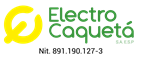 Electro
Caquetá
S.A E.S.P
Nit. 891.190.127-3